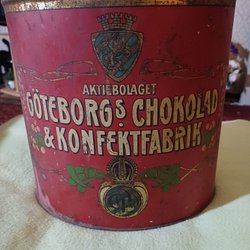 AKTIEBOLAGET
GÖTEBORGS CHOKOLAD
& KONFEKTFABRIK